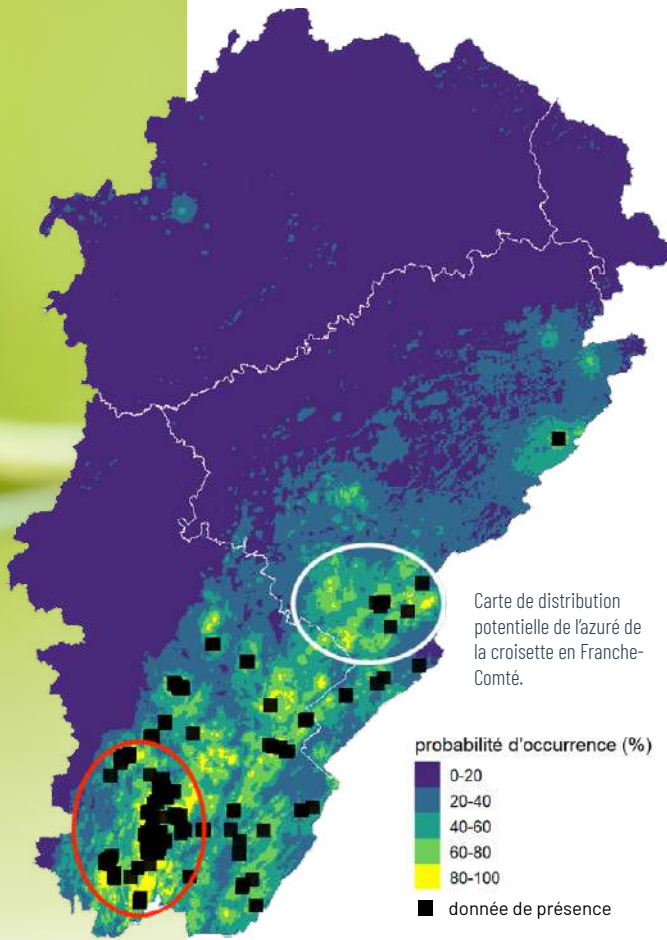 Carte de distribution
potentielle de l'azuré de
la croisette en Franche-
Comté.
probabilité d'occurrence (%)
0-20
20-40
40-60
60-80
80-100
donnée de présence